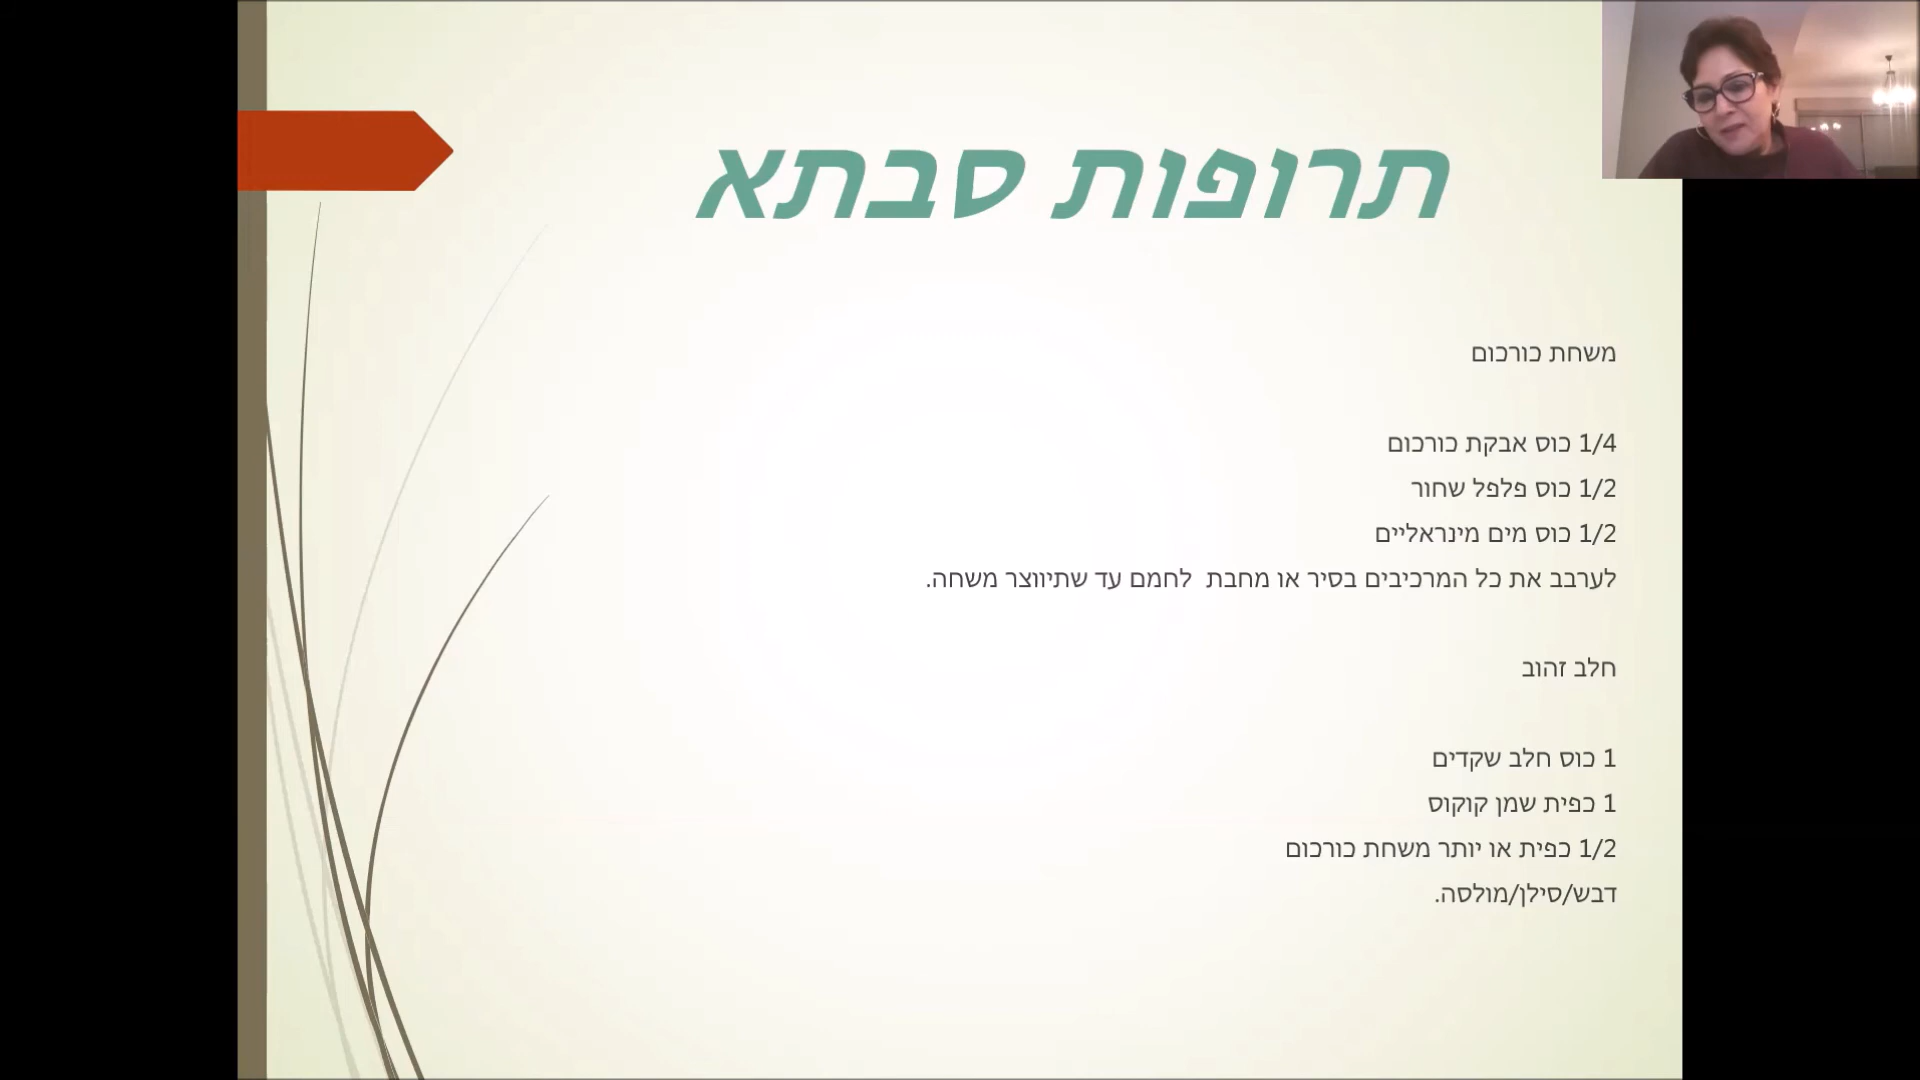 תרופות סבתא
משחת כורכום
1/4 כוס אבקת כורכום
1/2 כוס פלפל שחור
1/2 כוס מים מינראליים
לערבב את כל המרכיבים בסיר או מחבת  לחמם עד שתיווצר משחה.
חלב זהוב
1 כוס חלב שקדים
1 כפית שמן קוקוס
1/2 כפית או יותר משחת כורכום
דבש/סילן/מולסה.